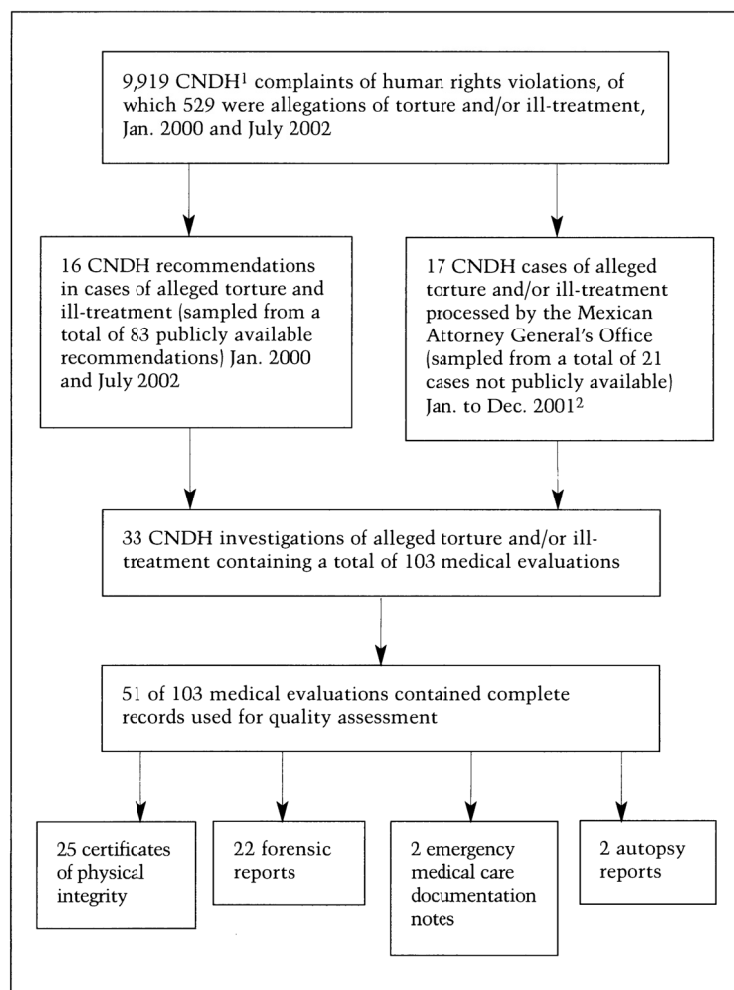 9,919 CNDH¹ complaints of human rights violations, of
which 529 were allegations of torture and/or ill-treatment,
Jan. 2000 and July 2002
16 CNDH recommendations
in cases of alleged torture and
ill-treatment (sampled from a
total of 83 publicly available
recommendations) Jan. 2000
and July 2002
17 CNDH cases of alleged
torture and/or ill-treatment
processed by the Mexican
Attorney General's Office
(sampled from a total of 21
cases not publicly available)
Jan. to Dec. 2001²
33 CNDH investigations of alleged torture and/or ill-
treatment containing a total of 103 medical evaluations
51 of 103 medical evaluations contained complete
records used for quality assessment
25 certificates
of physical
integrity
22 forensic
reports
2 emergency
medical care
documentation
notes
2 autopsy
reports